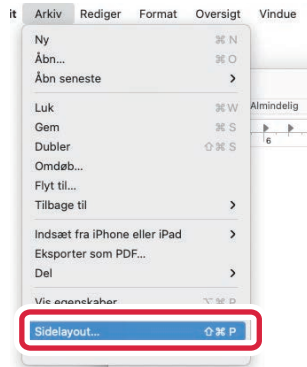 it Arkiv Rediger Format Oversigt Vindue
Ny ⌘ N
Åbn... ⌘ O
Åbn seneste >
Luk ⌘ W
Almindelig
Gem ⌘ S
Dubler ⇧ ⌘ S
6
Omdøb...
Flyt til...
Tilbage til >
Indsæt fra iPhone eller iPad >
Eksporter som PDF...
Del >
Vis egenskaber ⌥ ⌘ P
Sidelayout... ⇧ ⌘ P